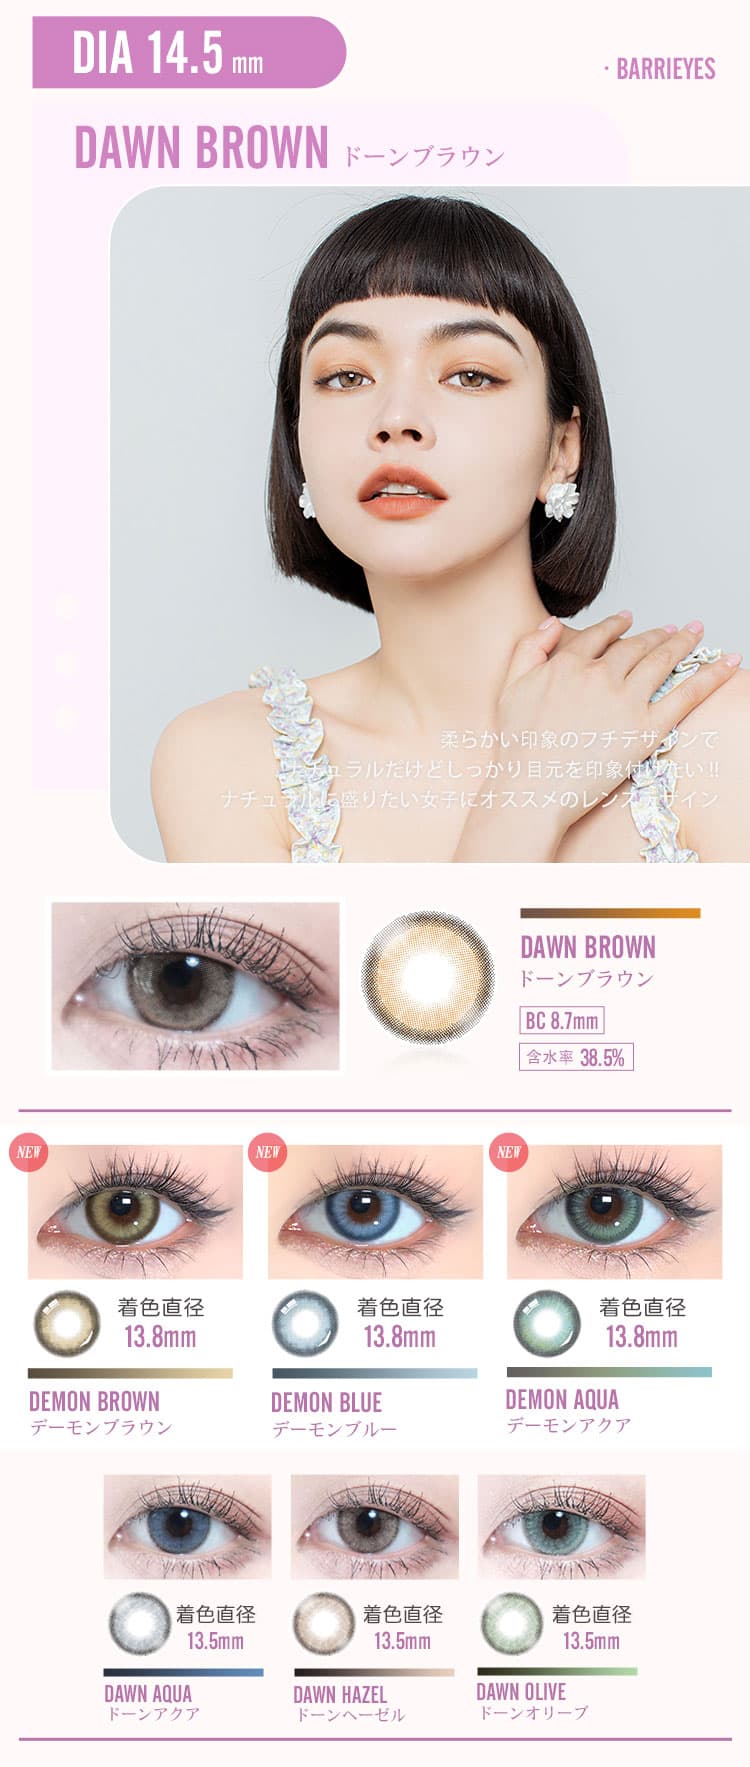 DIA 14.5 mm
・BARRIEYES
DAWN BROWN ドーンブラウン
柔らかい印象のフチデザインで
ナチュラルだけどしっかり目元を印象付けたい!!
ナチュラルに盛りたい女子にオススメのレンズデザイン
DAWN BROWN
ドーンブラウン
BC 8.7mm
含水率 38.5%
NEW
NEW
NEW
着色直径
13.8mm
着色直径
13.8mm
着色直径
13.8mm
DEMON BROWN
デーモンブラウン
DEMON BLUE
デーモンブルー
DEMON AQUA
デーモンアクア
着色直径
13.5mm
着色直径
13.5mm
着色直径
13.5mm
DAWN AQUA
ドーンアクア
DAWN HAZEL
ドーンヘーゼル
DAWN OLIVE
ドーンオリーブ